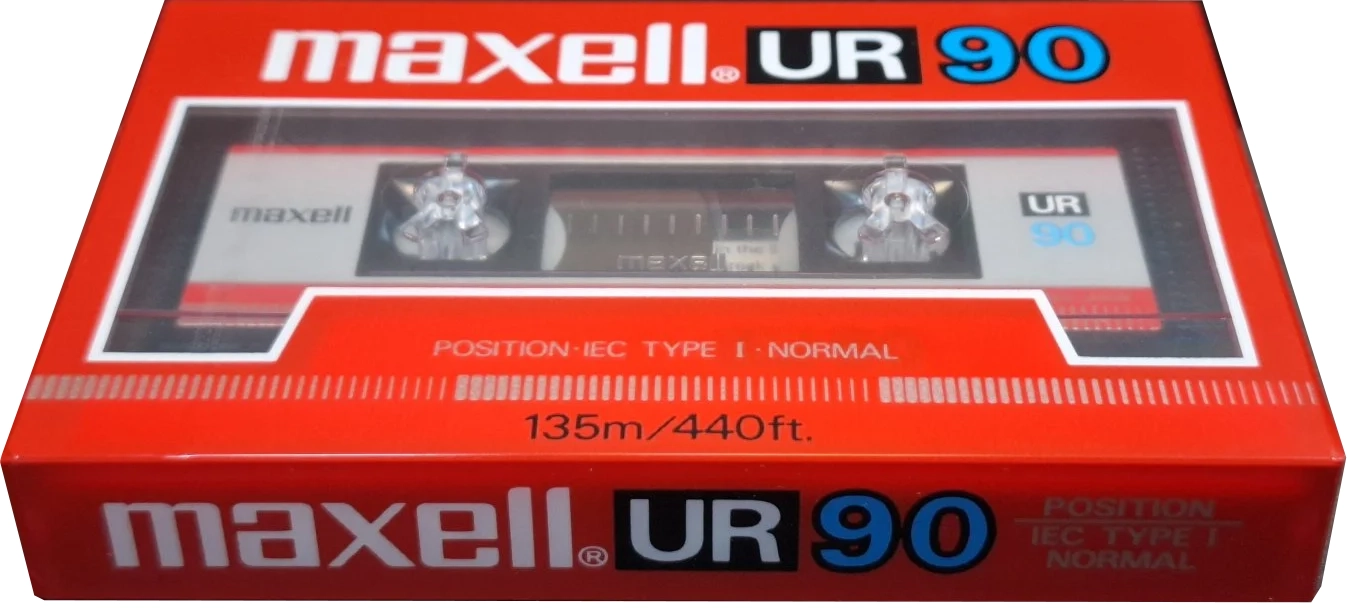 maxell® UR 90
maxell
UR
90
maxell
POSITION·IEC TYPE I·NORMAL
135m/440ft.
maxell® UR 90
POSITION
IEC TYPE I
NORMAL